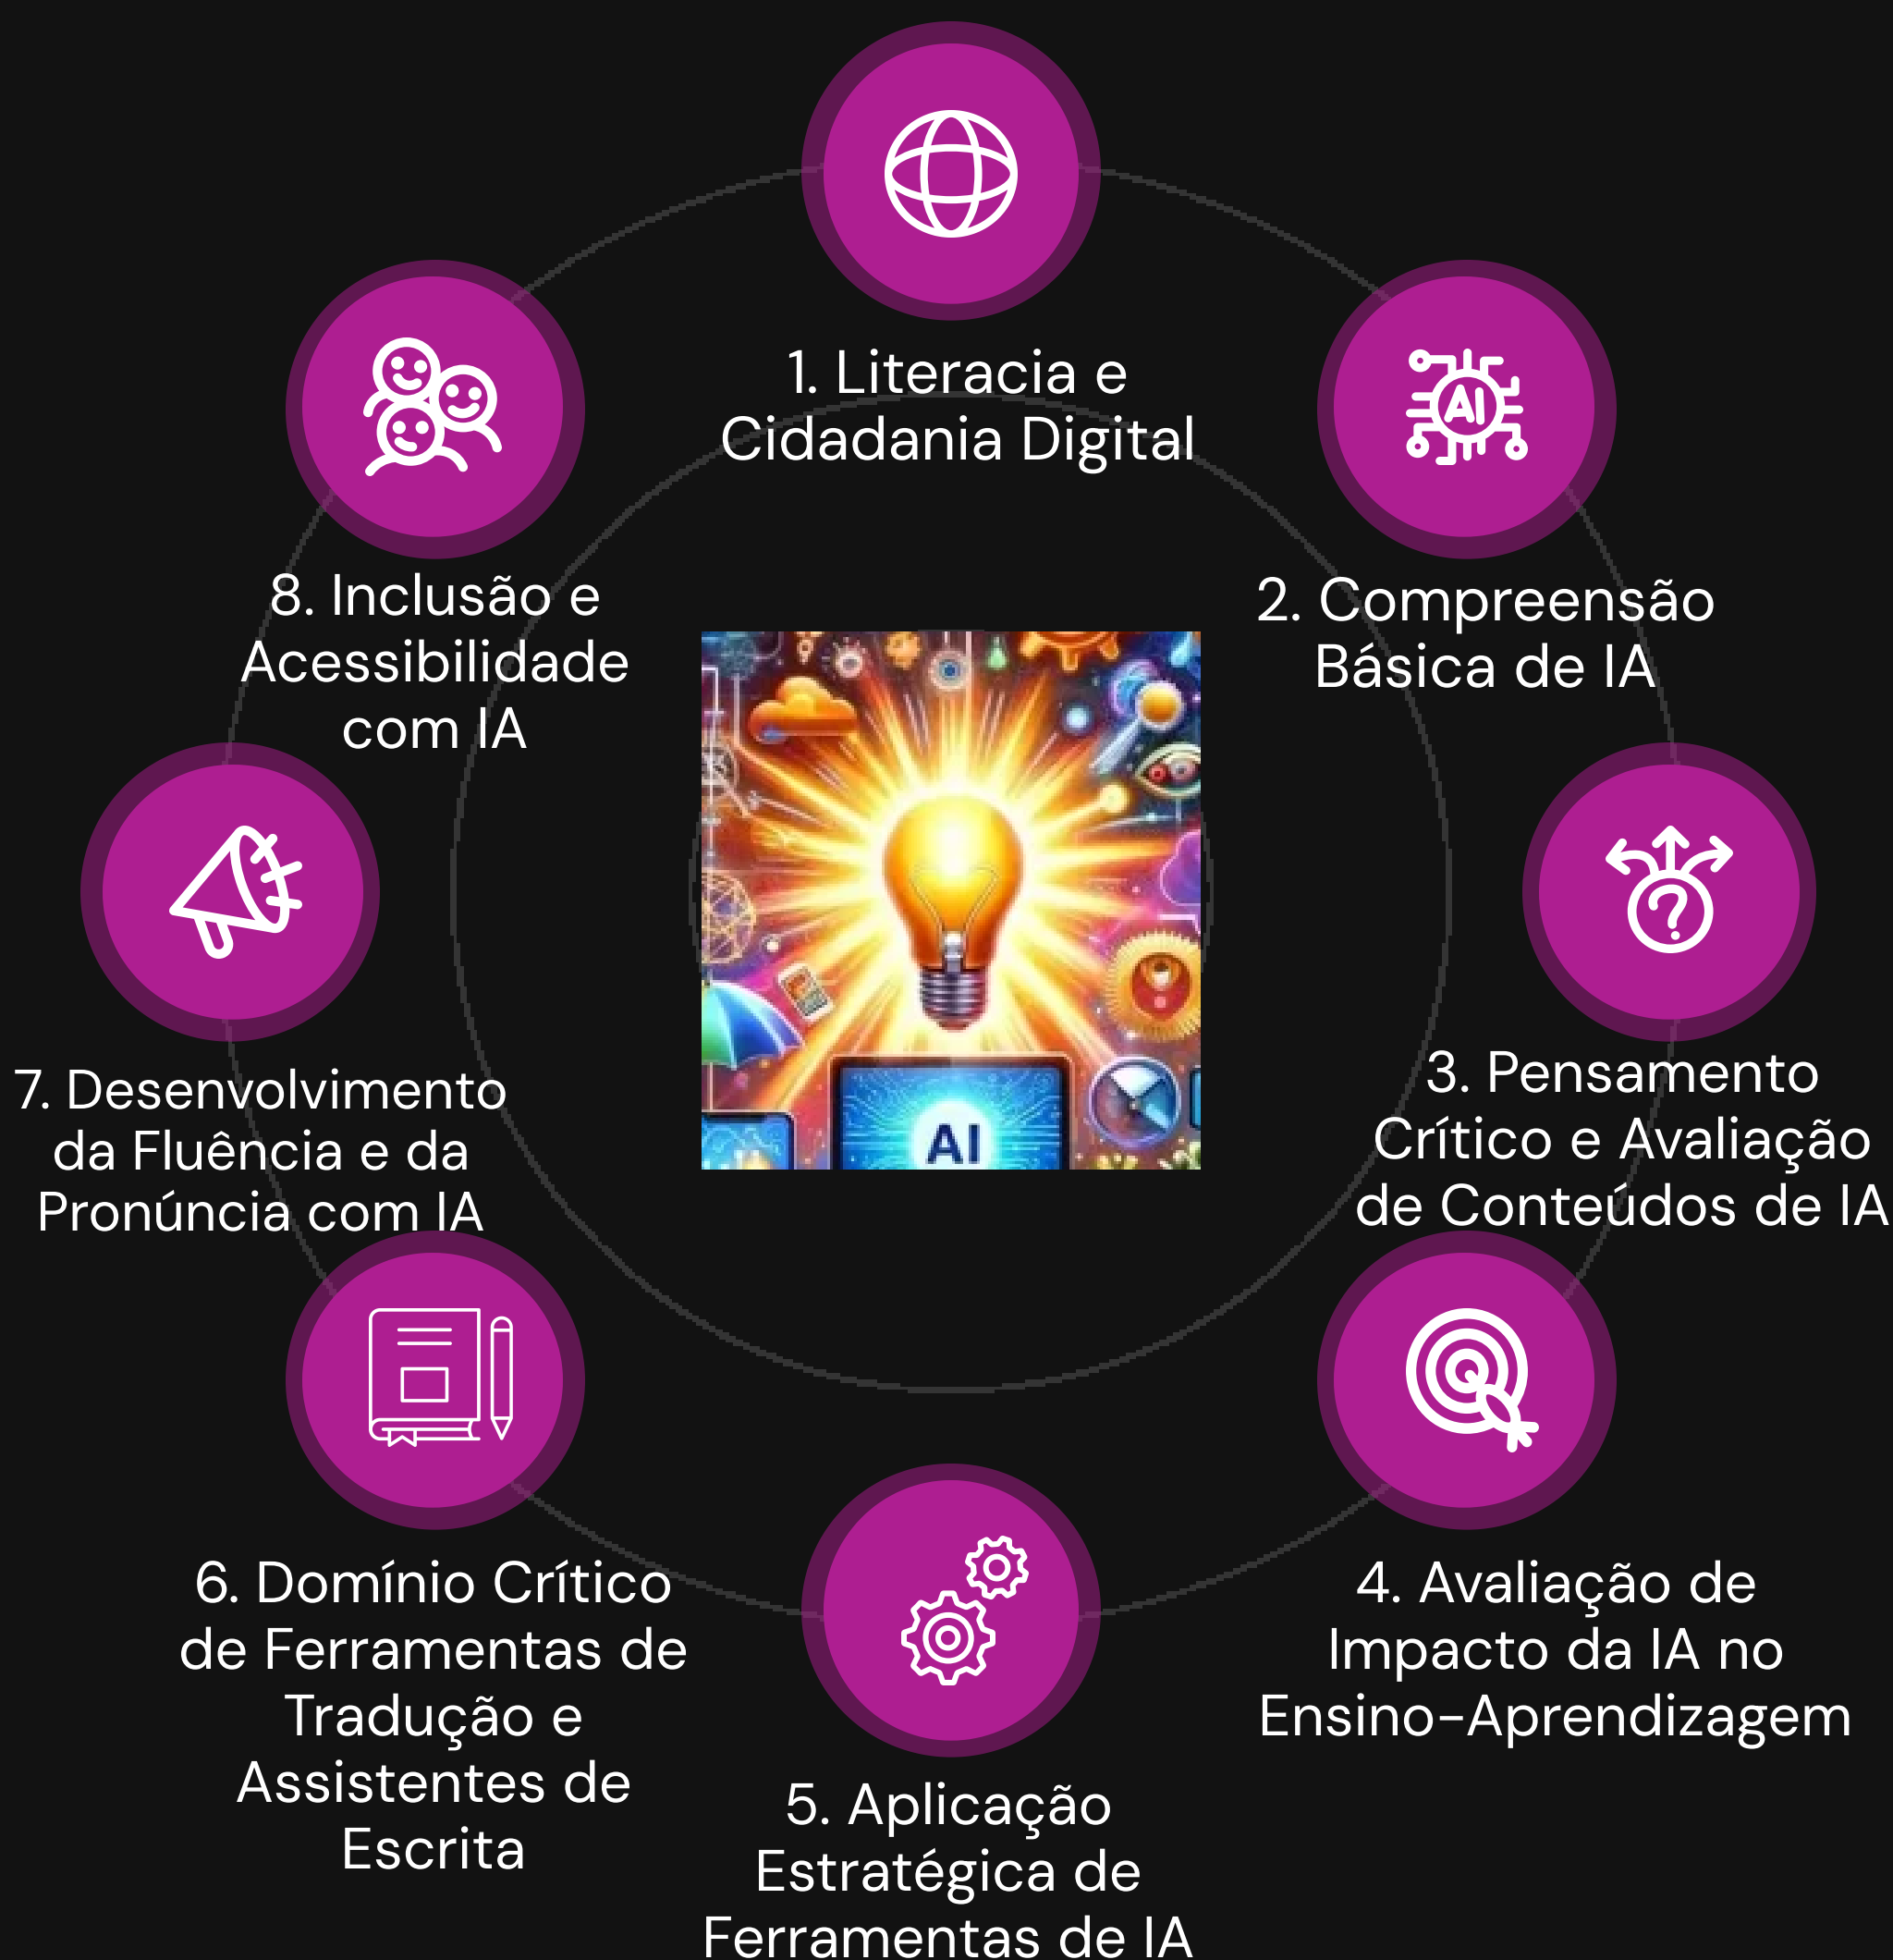 1. Literacia e
Cidadania Digital
AI
2. Compreensão
Básica de IA
3. Pensamento
Crítico e Avaliação
de Conteúdos de IA
4. Avaliação de
Impacto da IA no
Ensino-Aprendizagem
5. Aplicação
Estratégica de
Ferramentas de IA
6. Domínio Crítico
de Ferramentas de
Tradução e
Assistentes de
Escrita
7. Desenvolvimento
da Fluência e da
Pronúncia com IA
8. Inclusão e
Acessibilidade
com IA
AI